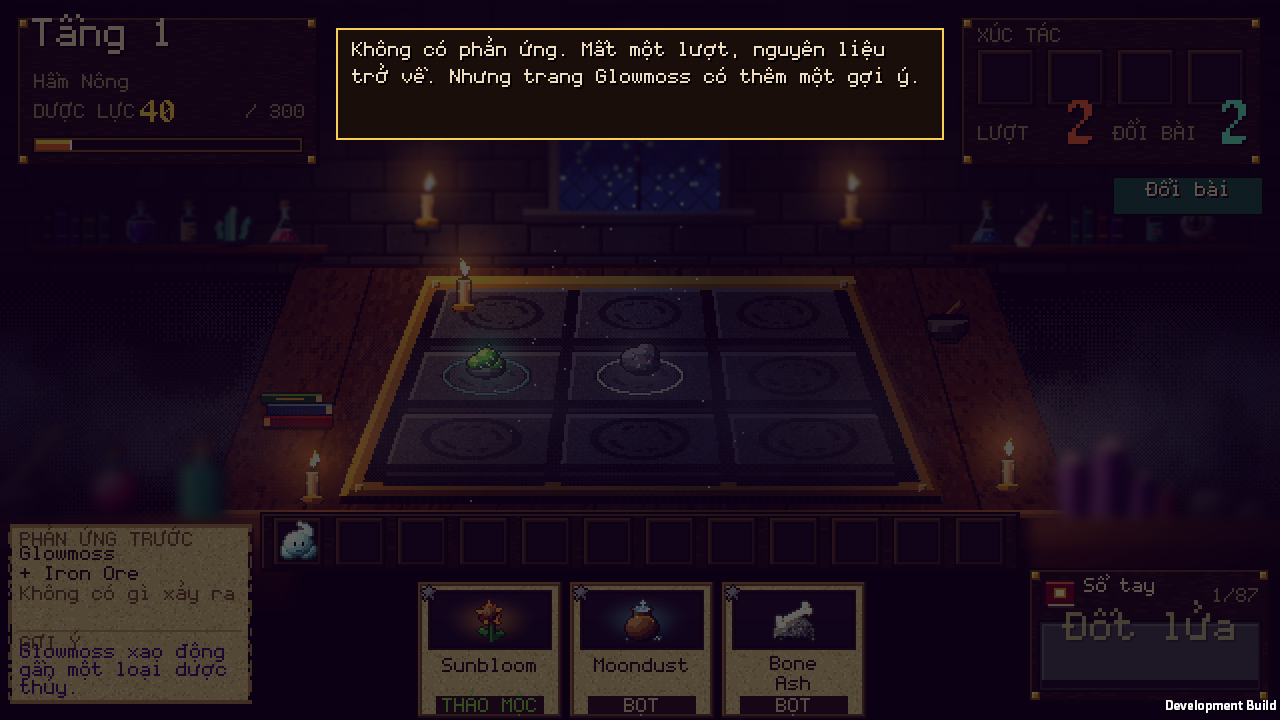 Tầng 1
Hầm Nông
DƯỢC LỰC 40 / 300
Không có phản ứng. Mất một lượt, nguyên liệu
trở về. Nhưng trang Glowmoss có thêm một gợi ý.
XÚC TÁC
LƯỢT 2 ĐỔI BÀI 2
Đổi bài
PHẢN ỨNG TRƯỚC
Glowmoss
+ Iron Ore
Không có gì xảy ra
GỢI Ý
Glowmoss xao động
gần một loại dược
thủy.
Sunbloom
THẢO MỘC
Moondust
BỘT
Bone
Ash
BỘT
Sổ tay
1/87
Đốt lửa
Development Build